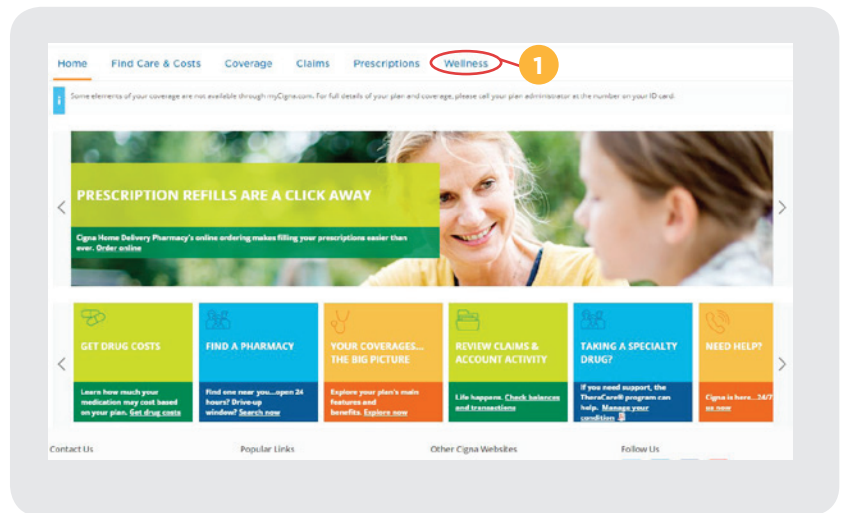 Home Find Care & Costs Coverage Claims Prescriptions Wellness 1
i Some elements of your coverage are not available through myCigna.com. For full details of your plan and coverage, please call your plan administrator at the number on your ID card.
PRESCRIPTION REFILLS ARE A CLICK AWAY
Cigna Home Delivery Pharmacy's online ordering makes filling your prescriptions easier than
ever. Order online
GET DRUG COSTS
Learn how much your
medication may cost based
on your plan. Get drug costs
FIND A PHARMACY
Find one near you...open 24
hours? Drive-up
window? Search now
YOUR COVERAGES...
THE BIG PICTURE
Explore your plan's main
features and
benefits. Explore now
REVIEW CLAIMS &
ACCOUNT ACTIVITY
Life happens. Check balances
and transactions
TAKING A SPECIALTY
DRUG?
If you need support, the
TheraCare® program can
help. Manage your
condition
NEED HELP?
Cigna is here...24/7
us now
Contact Us Popular Links Other Cigna Websites Follow Us